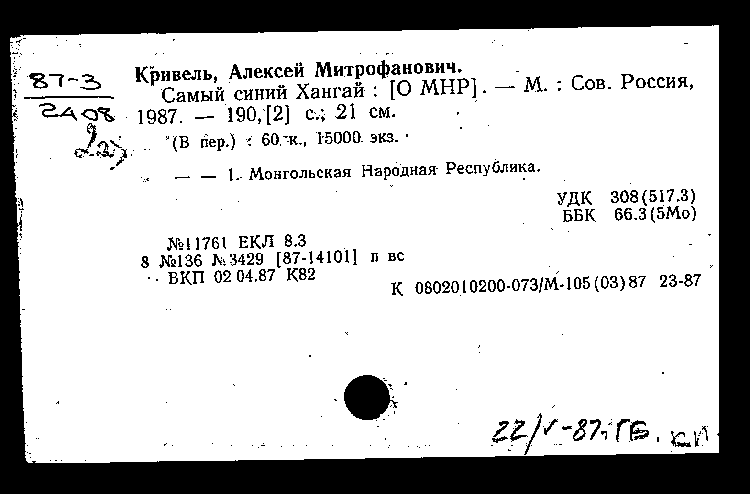 87-3
2408
2 эз
Кривель, Алексей Митрофанович.
Самый синий Хангай : [О МНР]. — М. : Сов. Россия,
1987. — 190,[2] с.; 21 см.
(В пер.) : 60 к., 15000 экз.
— — 1. Монгольская Народная Республика.
УДК 308(517.3)
ББК 66.3(5Мо)
№11761 ЕКЛ 8.3
8 №136 №3429 [87-14101] п вс
ВКП 02 04.87 К82
К 0802010200-073/М-105(03)87 23-87
22/V-87. ГБ.